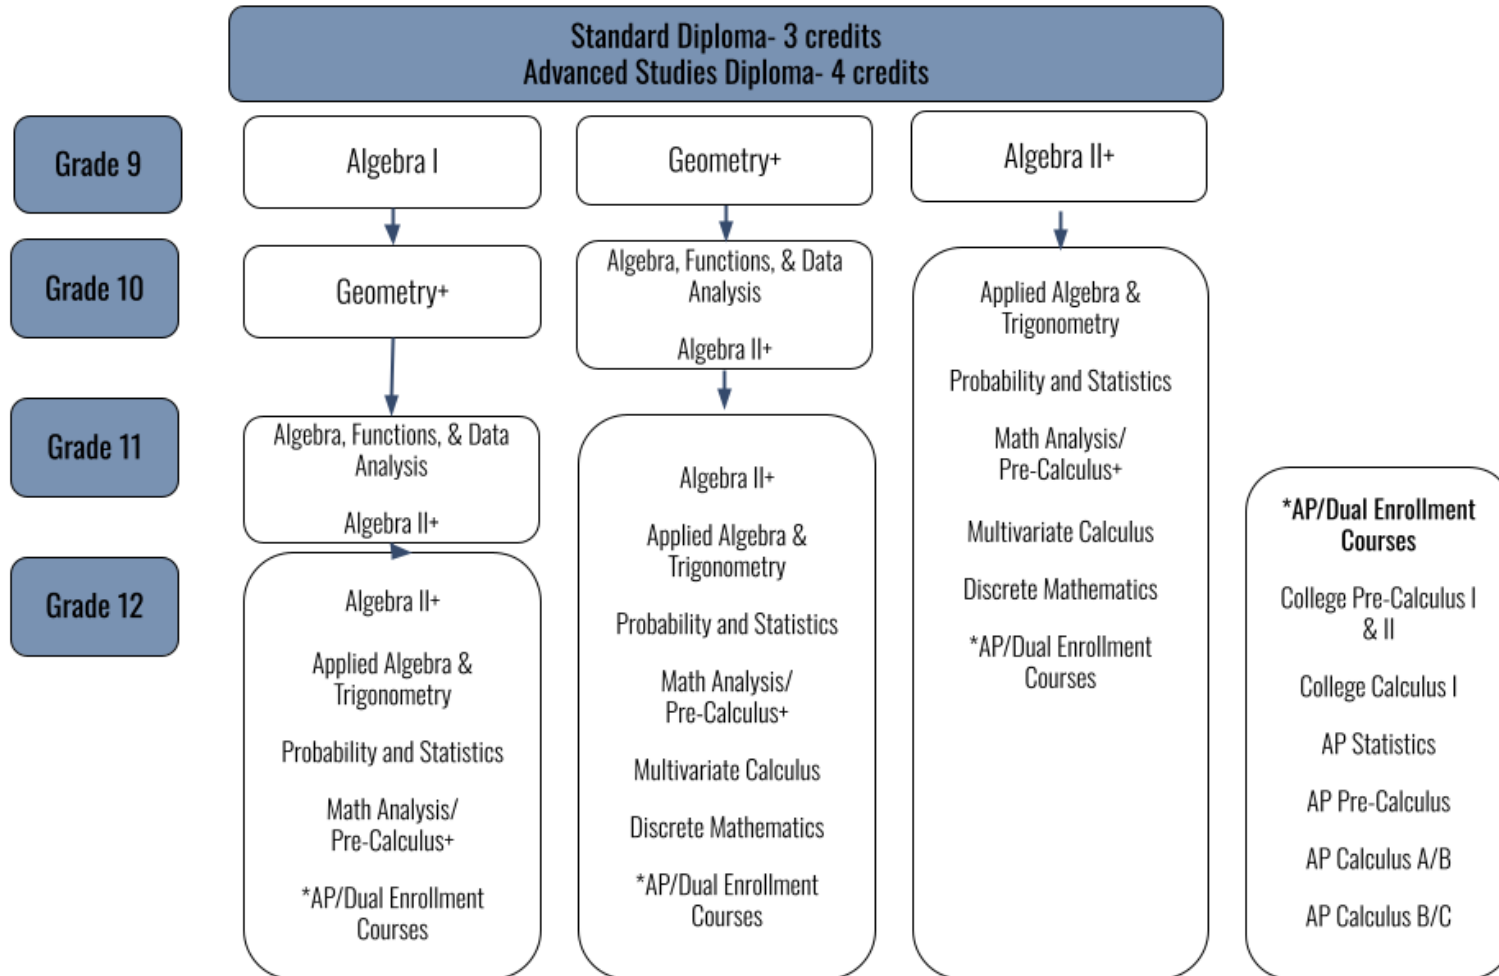 Standard Diploma- 3 credits
Advanced Studies Diploma- 4 credits
Grade 9
Algebra I
Geometry+
Algebra II+
Grade 10
Geometry+
Algebra, Functions, & Data
Analysis
Algebra II+
Applied Algebra &
Trigonometry
Probability and Statistics
Math Analysis/
Pre-Calculus+
Multivariate Calculus
Discrete Mathematics
*AP/Dual Enrollment
Courses
Grade 11
Algebra, Functions, & Data
Analysis
Algebra II+
Algebra II+
Applied Algebra &
Trigonometry
Probability and Statistics
Math Analysis/
Pre-Calculus+
Multivariate Calculus
Discrete Mathematics
*AP/Dual Enrollment
Courses
Grade 12
Algebra II+
Applied Algebra &
Trigonometry
Probability and Statistics
Math Analysis/
Pre-Calculus+
*AP/Dual Enrollment
Courses
*AP/Dual Enrollment
Courses
College Pre-Calculus I
& II
College Calculus I
AP Statistics
AP Pre-Calculus
AP Calculus A/B
AP Calculus B/C